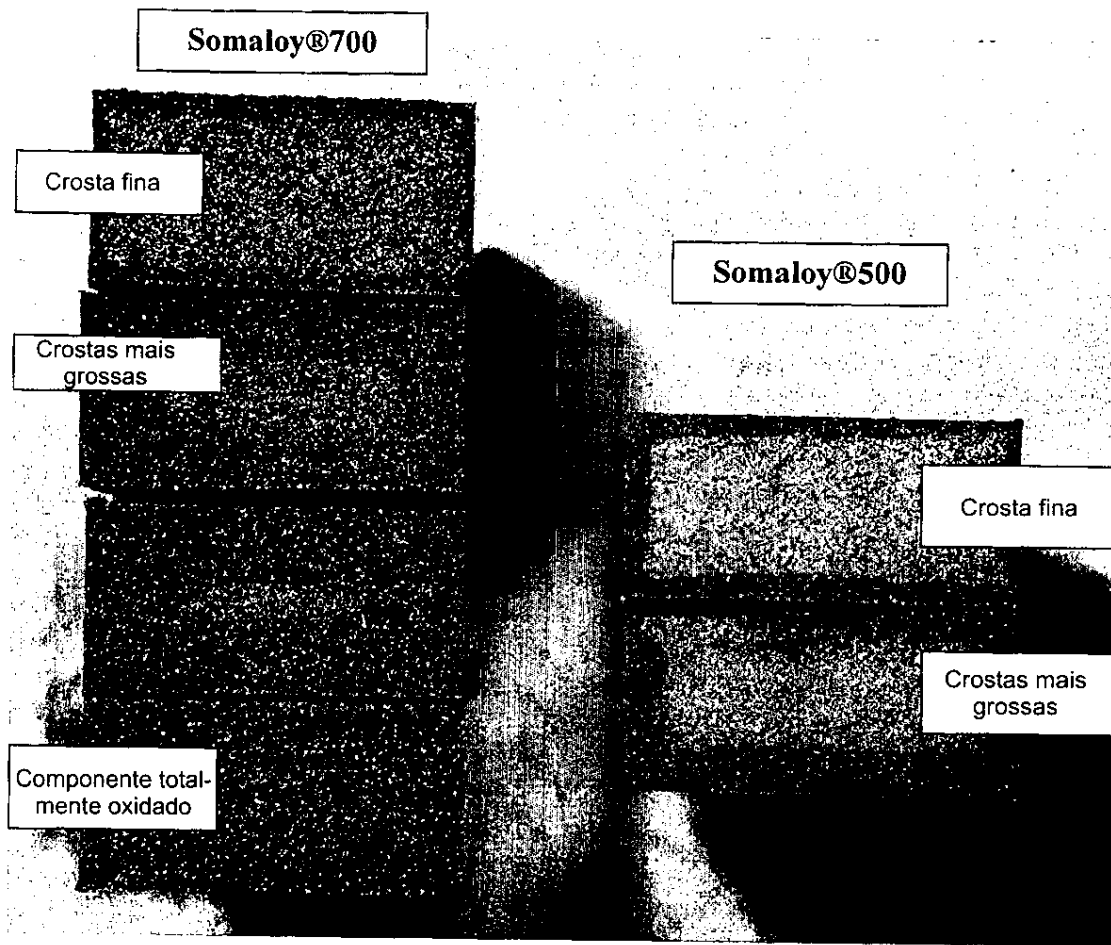 Somaloy®700
Crosta fina
Crostas mais
grossas
Componente total-
mente oxidado
Somaloy®500
Crosta fina
Crostas mais
grossas